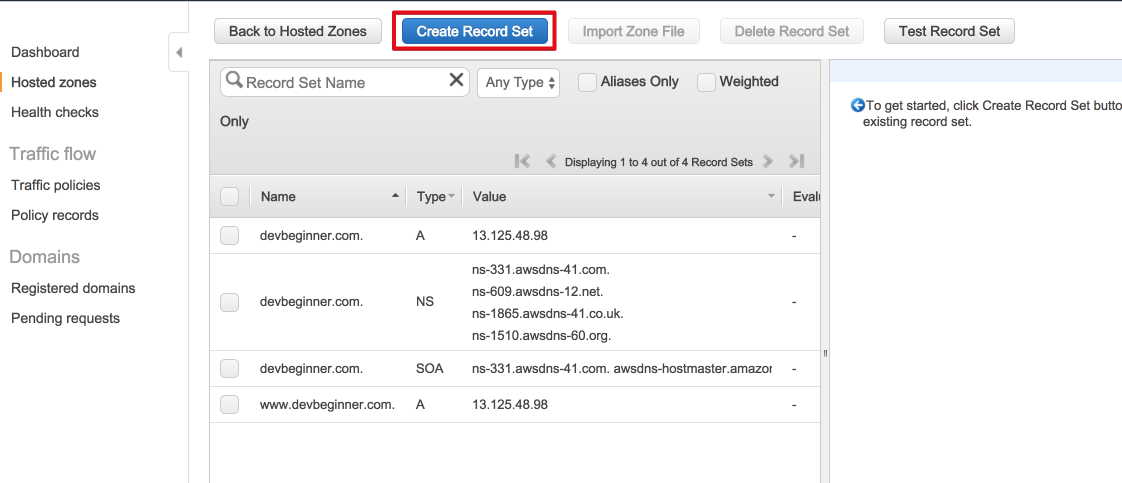 Back to Hosted Zones
Create Record Set
Import Zone File
Delete Record Set
Test Record Set
Dashboard
Hosted zones
Health checks
Traffic flow
Traffic policies
Policy records
Domains
Registered domains
Pending requests
Record Set Name
Any Type
Aliases Only
Weighted
Only
Displaying 1 to 4 out of 4 Record Sets
Name Type Value Evalu
devbeginner.com. A 13.125.48.98 -
ns-331.awsdns-41.com.
ns-609.awsdns-12.net.
devbeginner.com. NS -
ns-1865.awsdns-41.co.uk.
ns-1510.awsdns-60.org.
devbeginner.com. SOA ns-331.awsdns-41.com. awsdns-hostmaster.amazon -
www.devbeginner.com. A 13.125.48.98 -
To get started, click Create Record Set butto
existing record set.